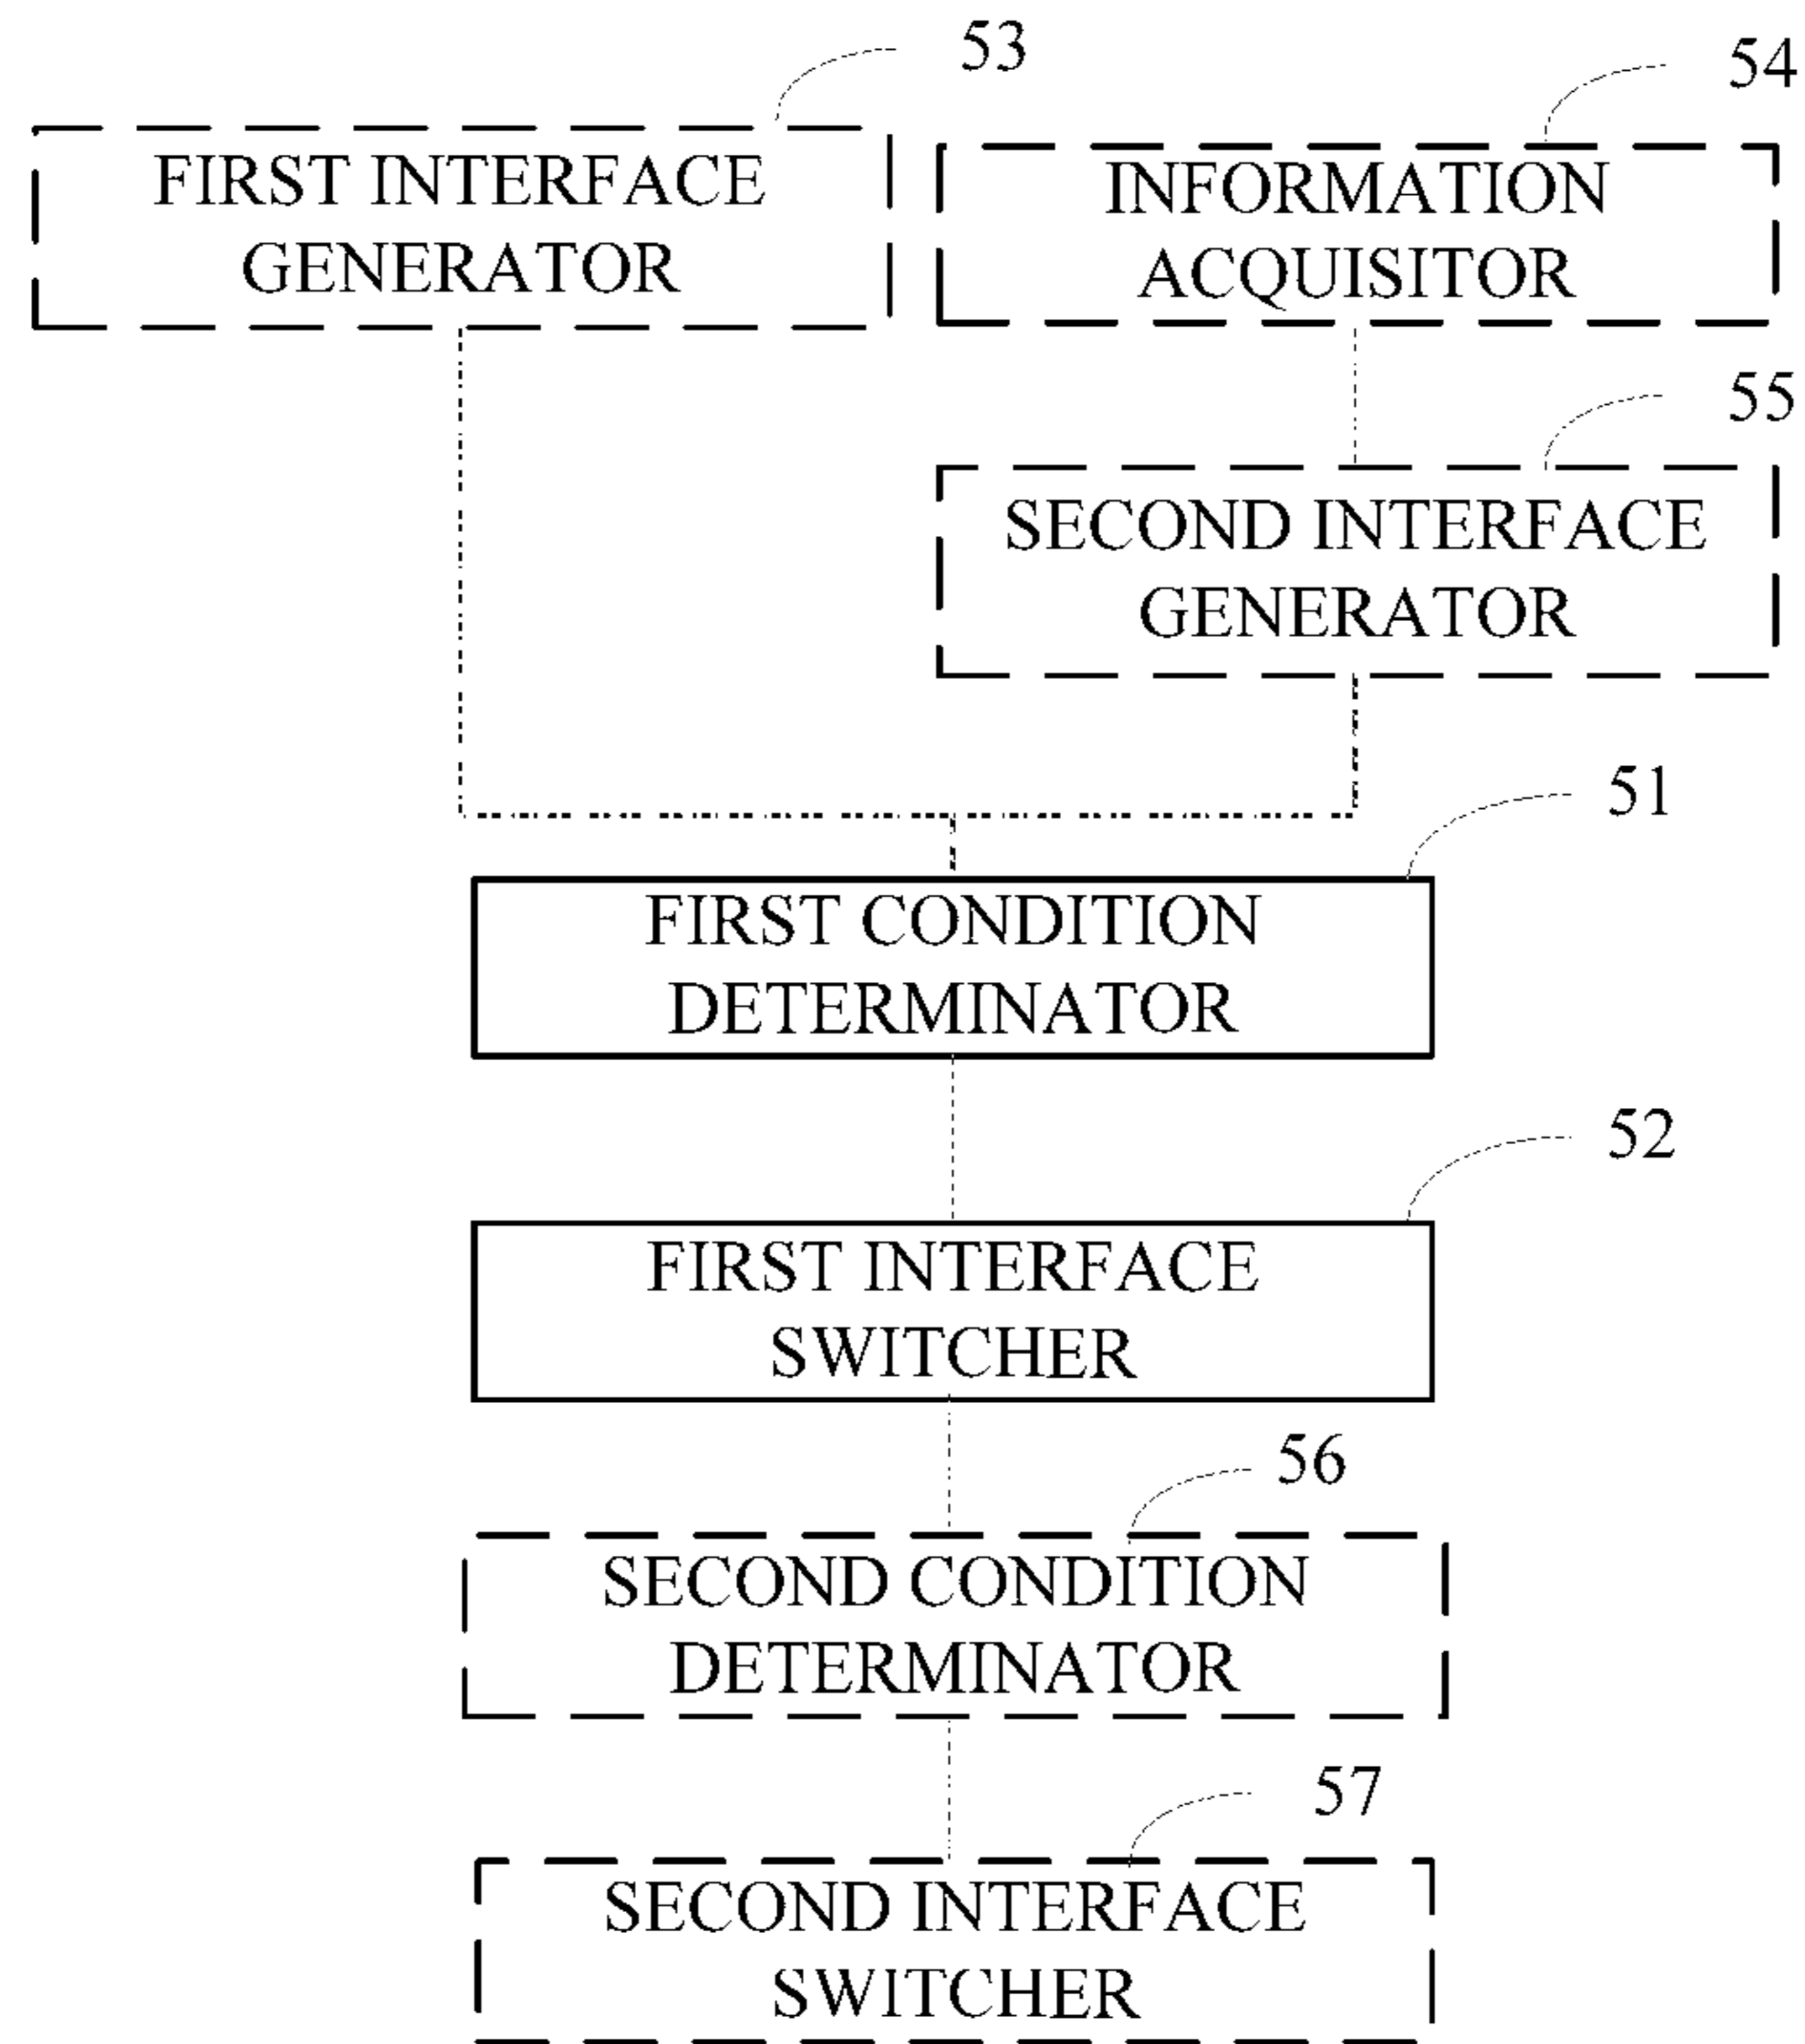 53
54
FIRST INTERFACE
GENERATOR
INFORMATION
ACQUISITOR
55
SECOND INTERFACE
GENERATOR
51
FIRST CONDITION
DETERMINATOR
52
FIRST INTERFACE
SWITCHER
56
SECOND CONDITION
DETERMINATOR
57
SECOND INTERFACE
SWITCHER